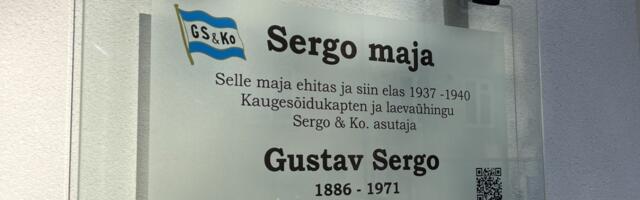 GS & Ko
Sergo maja
Selle maja ehitas ja siin elas 1937 -1940
Kaugesõidukapten ja laevaühingu
Sergo & Ko. asutaja
Gustav Sergo
1886 - 1971